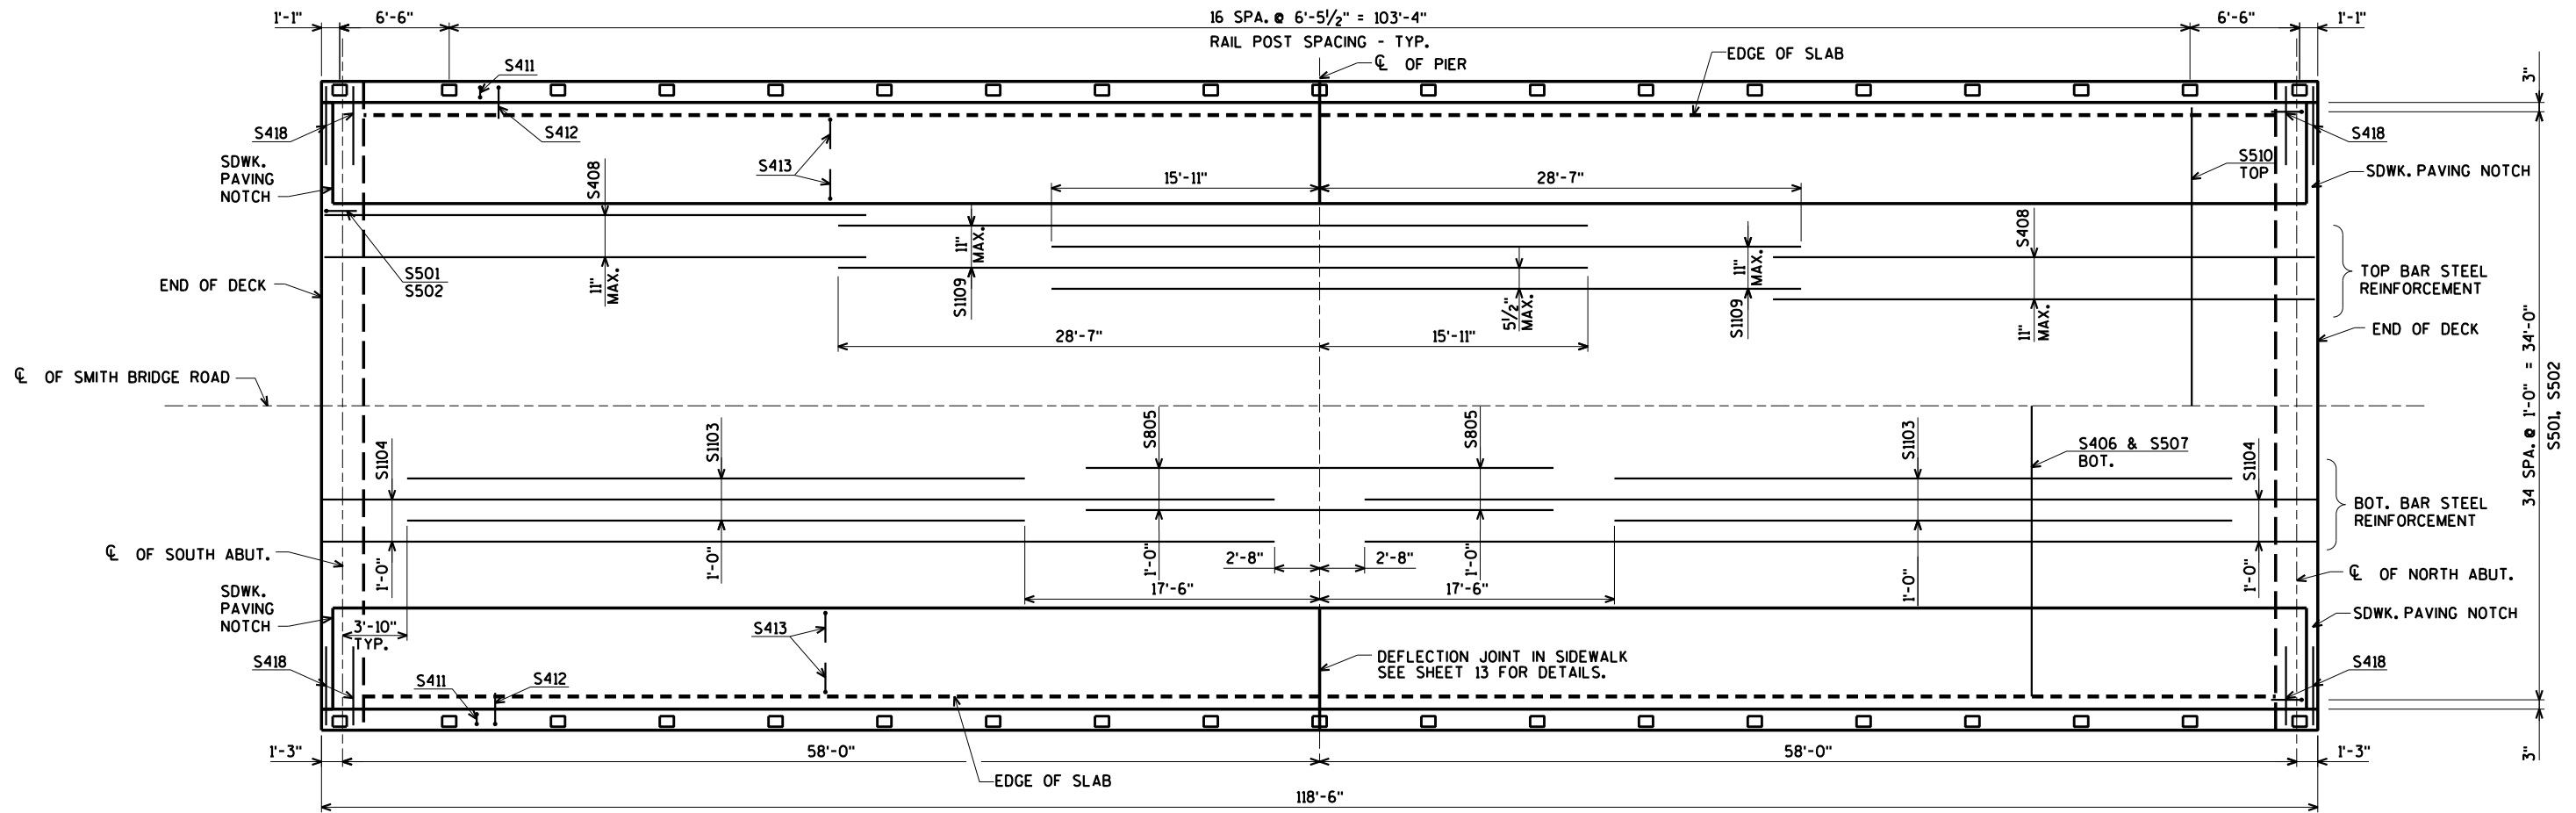 1'-1"
6'-6"
16 SPA. @ 6'-5 1/2" = 103'-4"
6'-6"
1'-1"
RAIL POST SPACING - TYP.
℄ OF PIER
EDGE OF SLAB
S411
S412
S418
SDWK.
PAVING
NOTCH
S413
S408
15'-11"
28'-7"
S510
TOP
S418
SDWK. PAVING NOTCH
3"
S501
S502
11"
MAX.
11"
MAX.
S1109
5 1/2"
MAX.
11"
MAX.
S1109
S408
11"
MAX.
TOP BAR STEEL
REINFORCEMENT
END OF DECK
END OF DECK
28'-7"
15'-11"
℄ OF SMITH BRIDGE ROAD
34 SPA. @ 1'-0" = 34'-0"
S501, S502
S1104
S1103
S805
S805
S1103
S406 & S507
BOT.
S1104
BOT. BAR STEEL
REINFORCEMENT
℄ OF SOUTH ABUT.
1'-0"
1'-0"
1'-0"
2'-8"
2'-8"
1'-0"
1'-0"
1'-0"
℄ OF NORTH ABUT.
17'-6"
17'-6"
SDWK.
PAVING
NOTCH
3'-10"
TYP.
S413
SDWK. PAVING NOTCH
DEFLECTION JOINT IN SIDEWALK
SEE SHEET 13 FOR DETAILS.
S418
S411
S412
S418
1'-3"
58'-0"
58'-0"
1'-3"
3"
EDGE OF SLAB
118'-6"